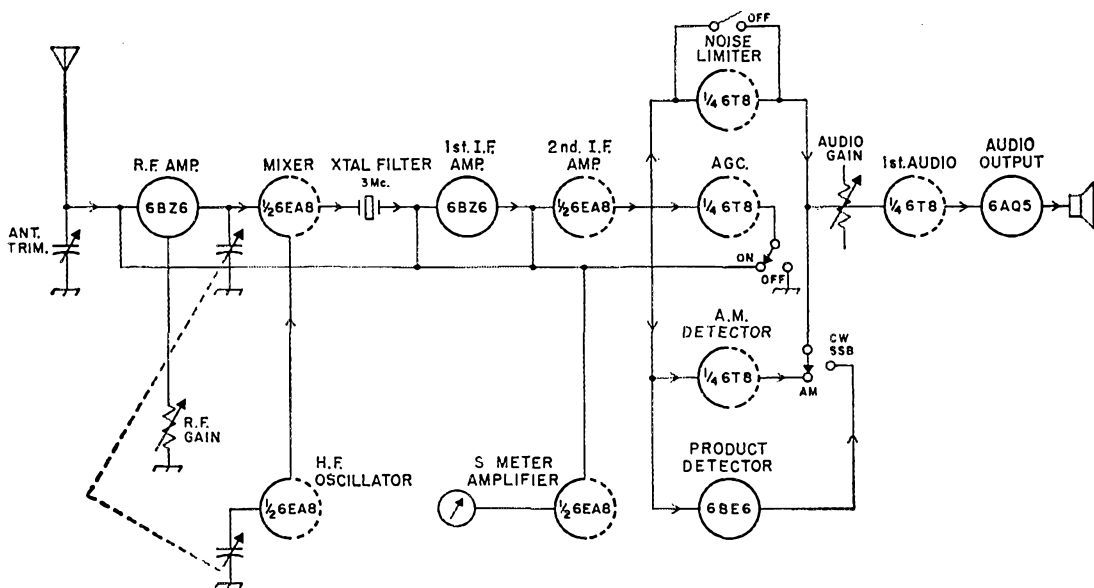 OFF
NOISE
LIMITER
1/4 6T8
R.F. AMP.
6BZ6
MIXER
1/2 6EA8
XTAL FILTER
3 Mc.
1st. I.F.
AMP.
6BZ6
2nd. I.F.
AMP.
1/2 6EA8
AGC.
1/4 6T8
AUDIO
GAIN
1st. AUDIO
1/4 6T8
AUDIO
OUTPUT
6AQ5
ANT.
TRIM.
ON
OFF
A.M.
DETECTOR
1/4 6T8
CW
SSB
AM
R.F.
GAIN
H.F.
OSCILLATOR
1/2 6EA8
S METER
AMPLIFIER
1/2 6EA8
PRODUCT
DETECTOR
6BE6